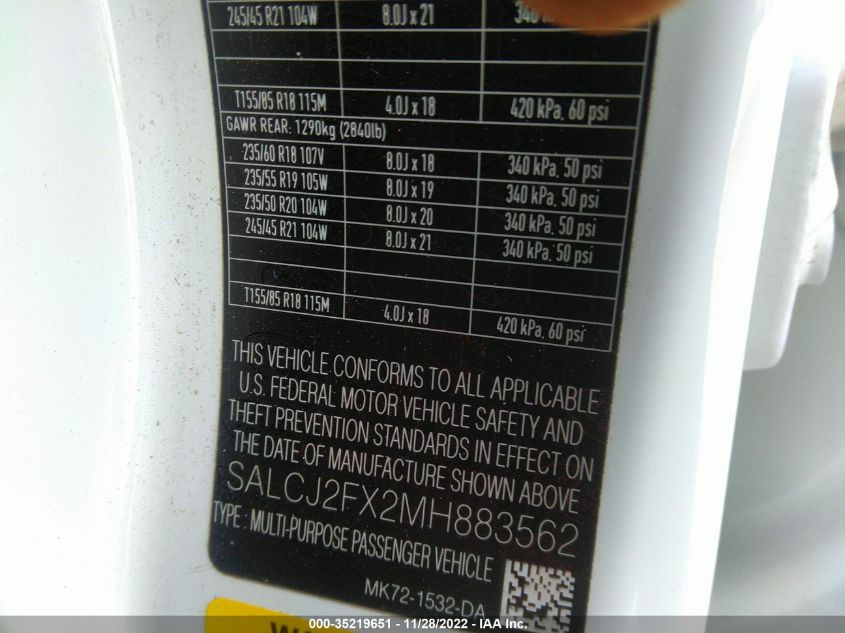 245/45 R21 104W 8.0J x 21 340 kPa, 50 psi
T155/85 R18 115M 4.0J x 18 420 kPa, 60 psi
GAWR REAR: 1290kg (2840lb)
235/60 R18 107V 8.0J x 18 340 kPa, 50 psi
235/55 R19 105W 8.0J x 19 340 kPa, 50 psi
235/50 R20 104W 8.0J x 20 340 kPa, 50 psi
245/45 R21 104W 8.0J x 21 340 kPa, 50 psi
T155/85 R18 115M 4.0J x 18 420 kPa, 60 psi
THIS VEHICLE CONFORMS TO ALL APPLICABLE
U.S. FEDERAL MOTOR VEHICLE SAFETY AND
THEFT PREVENTION STANDARDS IN EFFECT ON
THE DATE OF MANUFACTURE SHOWN ABOVE
SALCJ2FX2MH883562
TYPE : MULTI-PURPOSE PASSENGER VEHICLE
MK72-1532-DA
000-35219651 - 11/28/2022 - IAA Inc.